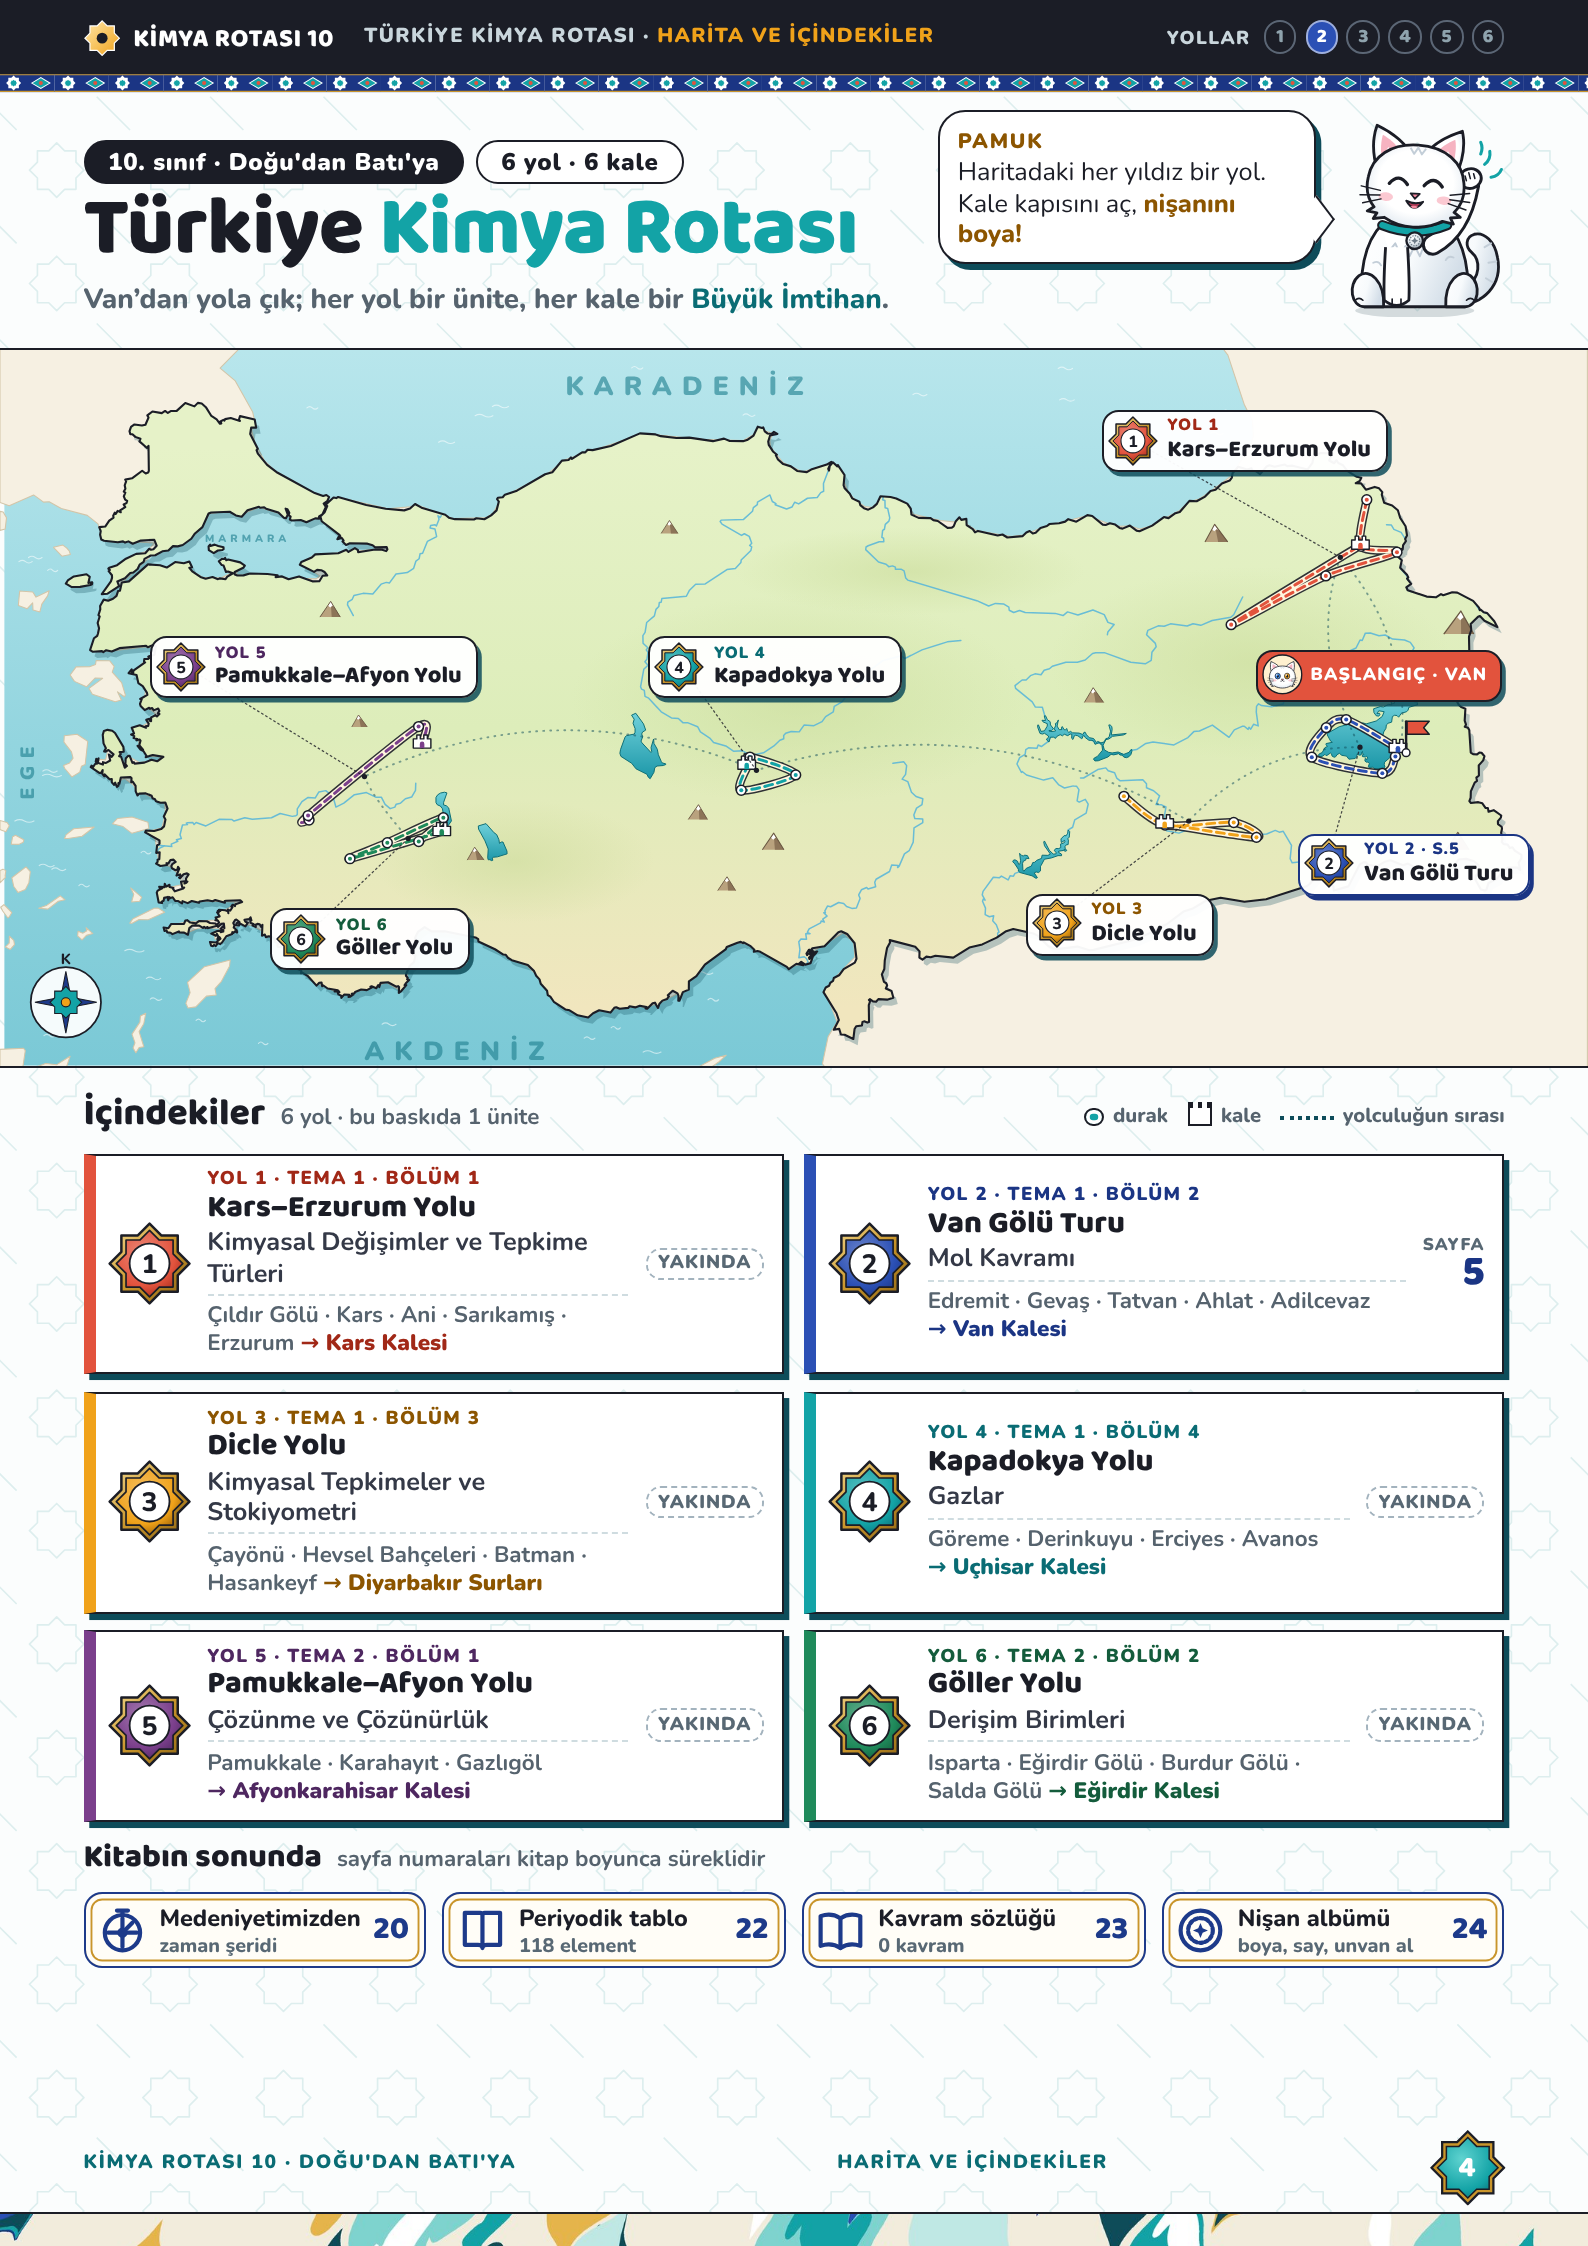 KİMYA ROTASI 10
TÜRKİYE KİMYA ROTASI · HARİTA VE İÇİNDEKİLER
YOLLAR 1 2 3 4 5 6
10. sınıf · Doğu'dan Batı'ya
6 yol · 6 kale
Türkiye Kimya Rotası
Van’dan yola çık; her yol bir ünite, her kale bir Büyük İmtihan.
PAMUK
Haritadaki her yıldız bir yol.
Kale kapısını aç, nişanını
boya!
KARADENİZ
YOL 1
1 Kars–Erzurum Yolu
MARMARA
YOL 5
5 Pamukkale–Afyon Yolu
YOL 4
4 Kapadokya Yolu
BAŞLANGIÇ · VAN
EGE
YOL 2 · S.5
2 Van Gölü Turu
YOL 3
3 Dicle Yolu
YOL 6
6 Göller Yolu
K
AKDENİZ
İçindekiler 6 yol · bu baskıda 1 ünite
durak kale yolculuğun sırası
YOL 1 · TEMA 1 · BÖLÜM 1
Kars–Erzurum Yolu
1
Kimyasal Değişimler ve Tepkime
Türleri
YAKINDA
Çıldır Gölü · Kars · Ani · Sarıkamış ·
Erzurum → Kars Kalesi
YOL 2 · TEMA 1 · BÖLÜM 2
Van Gölü Turu
2
Mol Kavramı
SAYFA
5
Edremit · Gevaş · Tatvan · Ahlat · Adilcevaz
→ Van Kalesi
YOL 3 · TEMA 1 · BÖLÜM 3
Dicle Yolu
3
Kimyasal Tepkimeler ve
Stokiyometri
YAKINDA
Çayönü · Hevsel Bahçeleri · Batman ·
Hasankeyf → Diyarbakır Surları
YOL 4 · TEMA 1 · BÖLÜM 4
Kapadokya Yolu
4
Gazlar
YAKINDA
Göreme · Derinkuyu · Erciyes · Avanos
→ Uçhisar Kalesi
YOL 5 · TEMA 2 · BÖLÜM 1
Pamukkale–Afyon Yolu
5
Çözünme ve Çözünürlük
YAKINDA
Pamukkale · Karahayıt · Gazlıgöl
→ Afyonkarahisar Kalesi
YOL 6 · TEMA 2 · BÖLÜM 2
Göller Yolu
6
Derişim Birimleri
YAKINDA
Isparta · Eğirdir Gölü · Burdur Gölü ·
Salda Gölü → Eğirdir Kalesi
Kitabın sonunda sayfa numaraları kitap boyunca süreklidir
Medeniyetimizden 20
zaman şeridi
Periyodik tablo 22
118 element
Kavram sözlüğü 23
0 kavram
Nişan albümü 24
boya, say, unvan al
KİMYA ROTASI 10 · DOĞU'DAN BATI'YA
HARİTA VE İÇİNDEKİLER
4